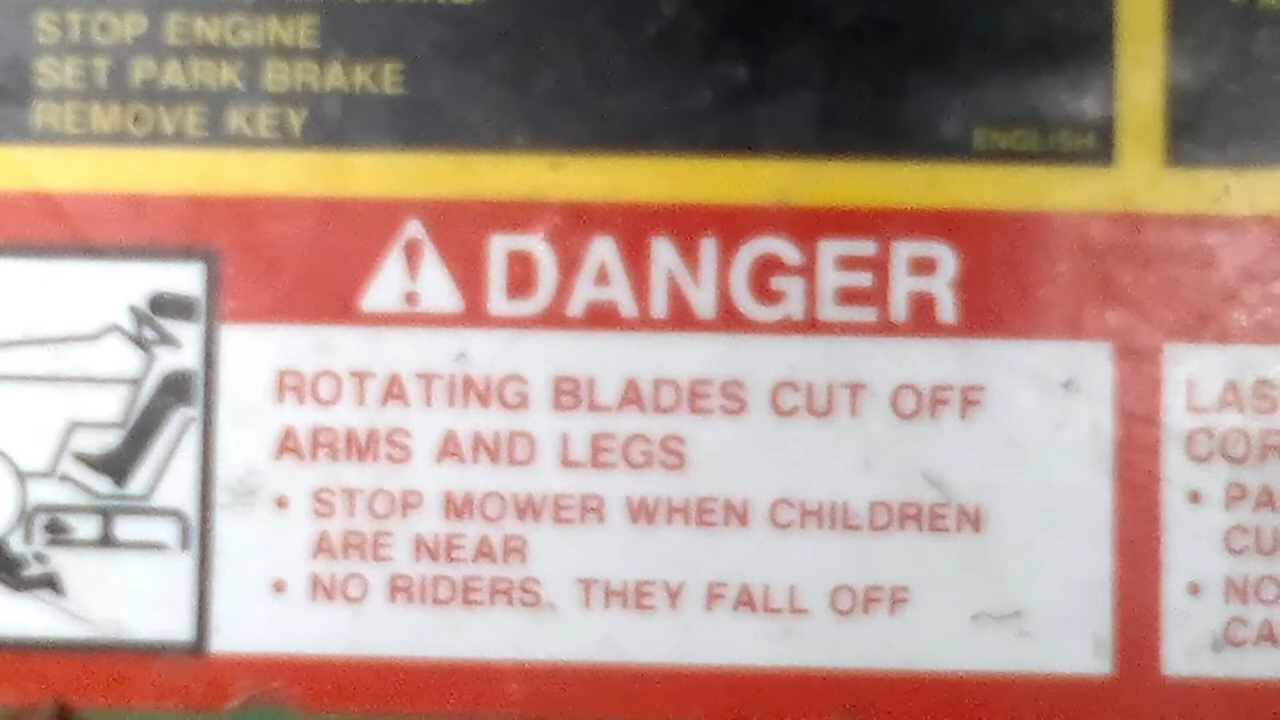 STOP ENGINE
SET PARK BRAKE
REMOVE KEY
ENGLISH
DANGER
ROTATING BLADES CUT OFF
ARMS AND LEGS
• STOP MOWER WHEN CHILDREN
ARE NEAR
• NO RIDERS. THEY FALL OFF
LAS
COR
• PA
CU
• NO
CA